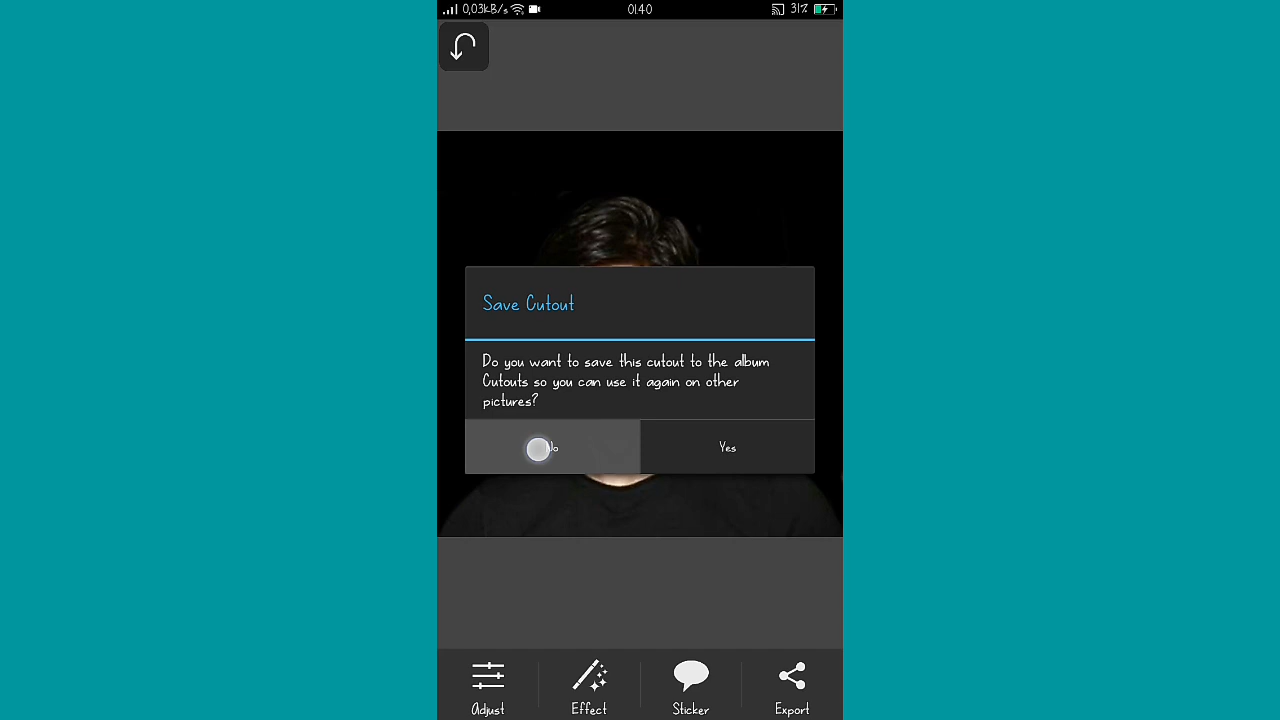 0,03kB/s
01.40
31%
Save Cutout
Do you want to save this cutout to the album
Cutouts so you can use it again on other
pictures?
No
Yes
Adjust
Effect
Sticker
Export